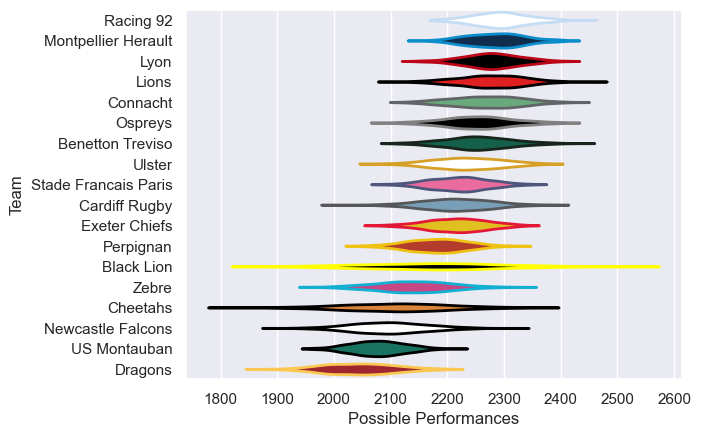 Racing 92
Montpellier Herault
Lyon
Lions
Connacht
Ospreys
Benetton Treviso
Ulster
Stade Francais Paris
Cardiff Rugby
Exeter Chiefs
Perpignan
Black Lion
Zebre
Cheetahs
Newcastle Falcons
US Montauban
Dragons
Team
1800 1900 2000 2100 2200 2300 2400 2500 2600
Possible Performances